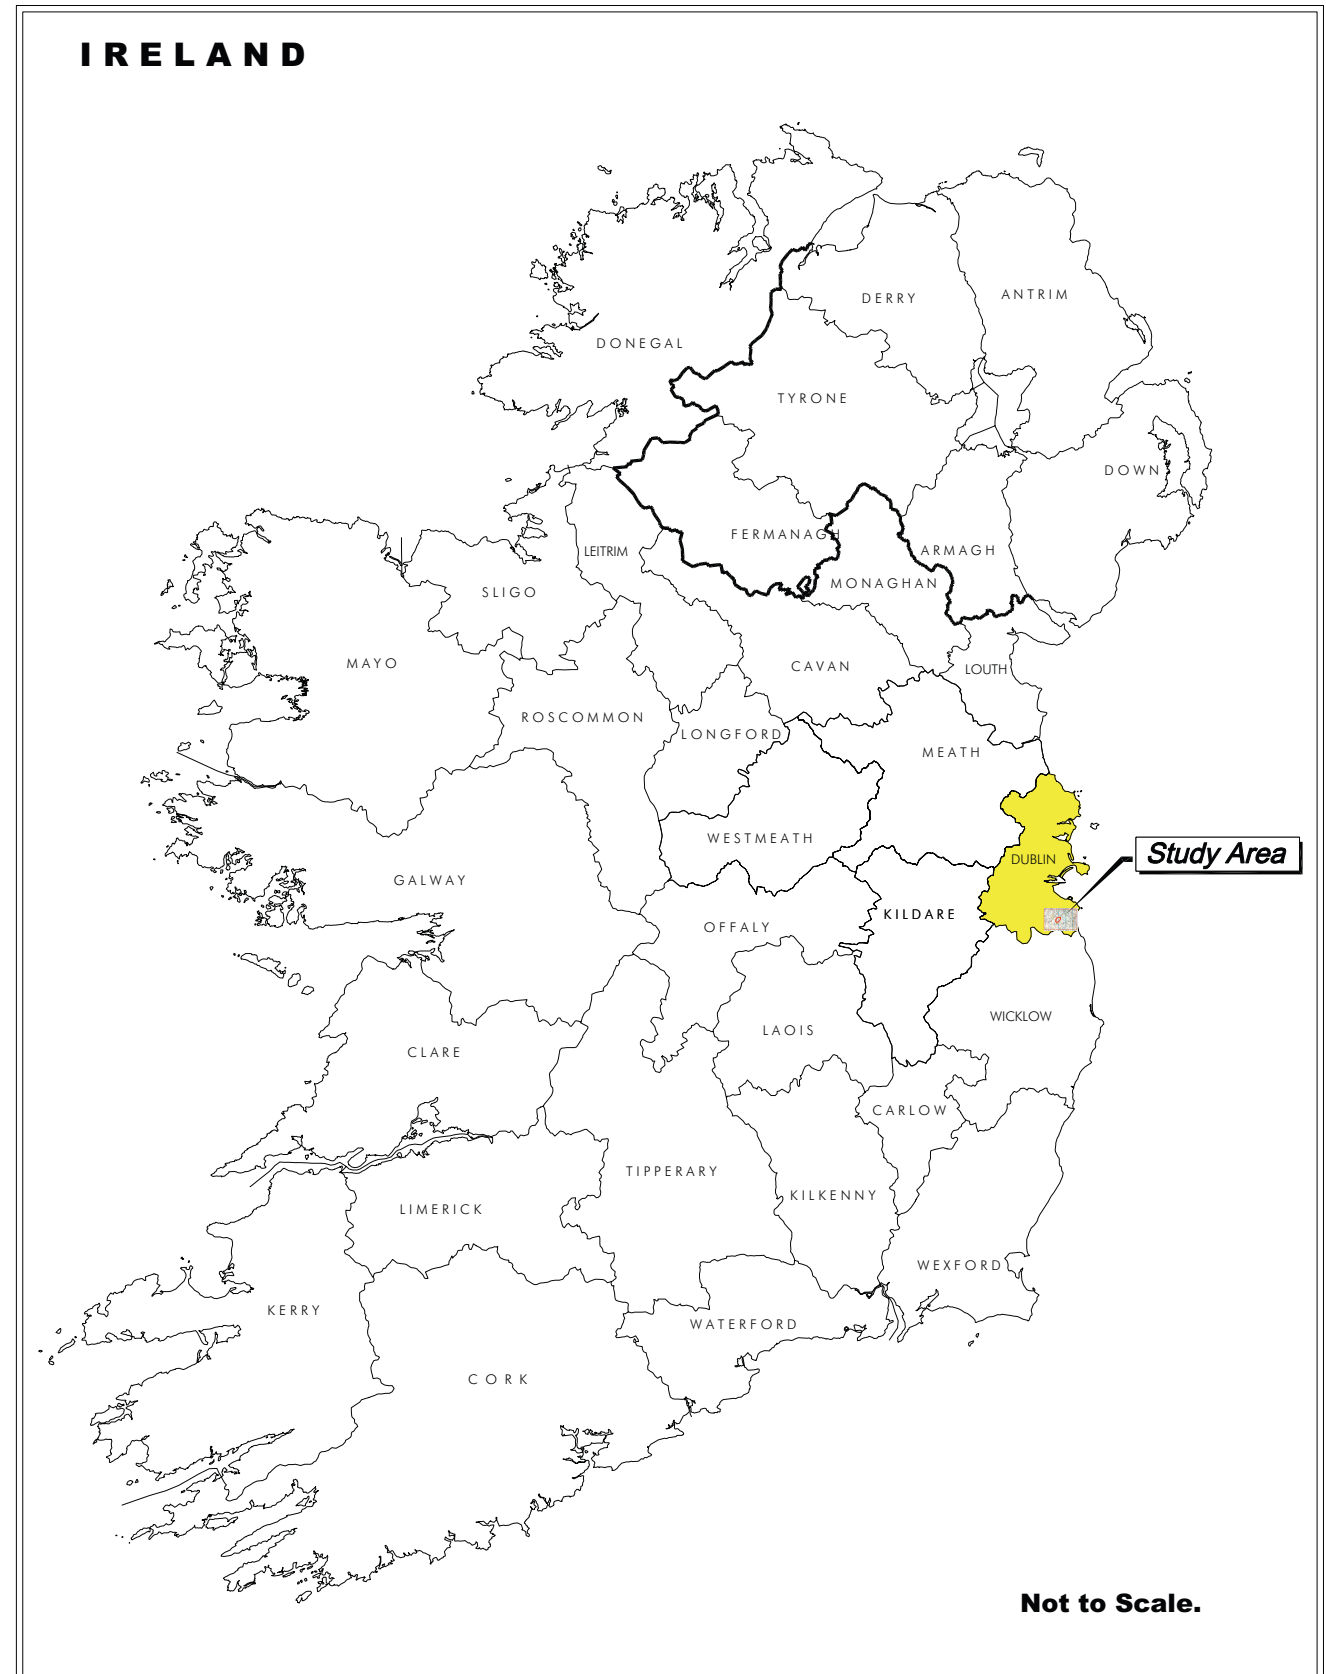 IRELAND
DERRY
ANTRIM
DONEGAL
TYRONE
DOWN
FERMANAGH
ARMAGH
LEITRIM
MONAGHAN
SLIGO
MAYO
CAVAN
LOUTH
ROSCOMMON
LONGFORD
MEATH
WESTMEATH
DUBLIN
Study Area
GALWAY
KILDARE
OFFALY
WICKLOW
LAOIS
CLARE
CARLOW
TIPPERARY
KILKENNY
LIMERICK
WEXFORD
KERRY
WATERFORD
CORK
Not to Scale.